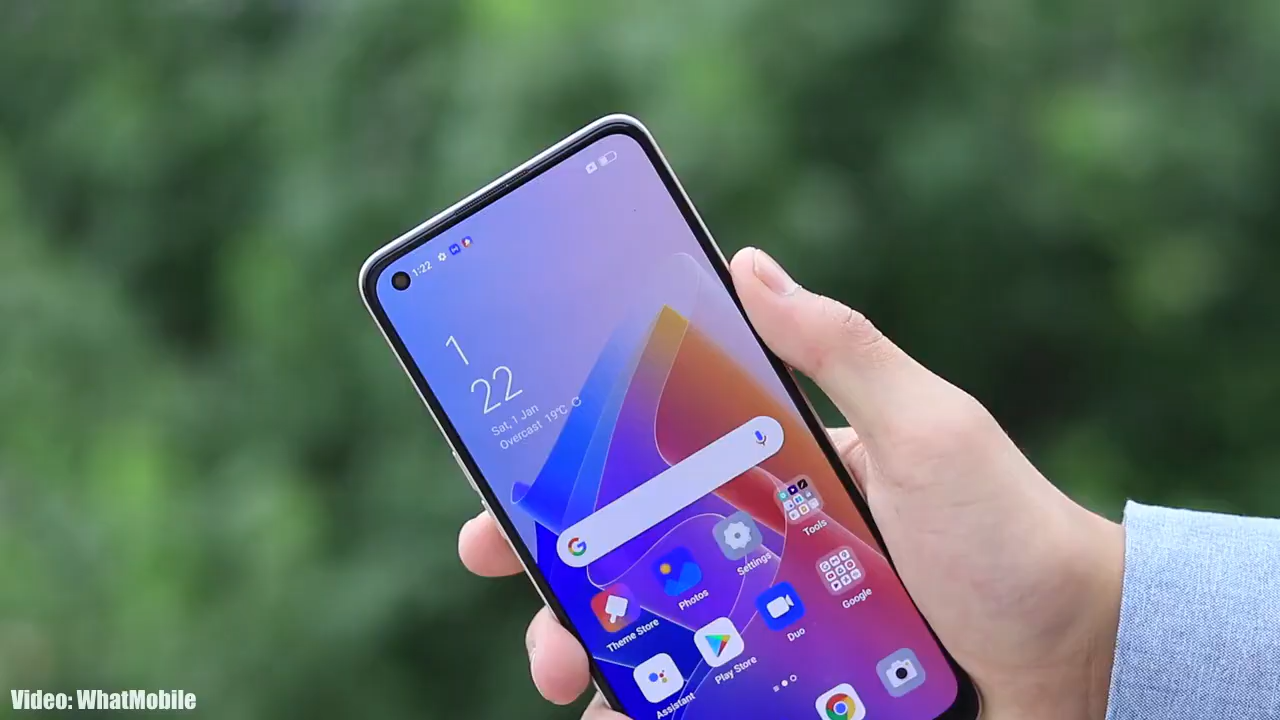 1:22
1
22
Sat, 1 Jan
Overcast 19°C
Tools
Settings
Google
Photos
Duo
Theme Store
Play Store
Assistant
Video: WhatMobile